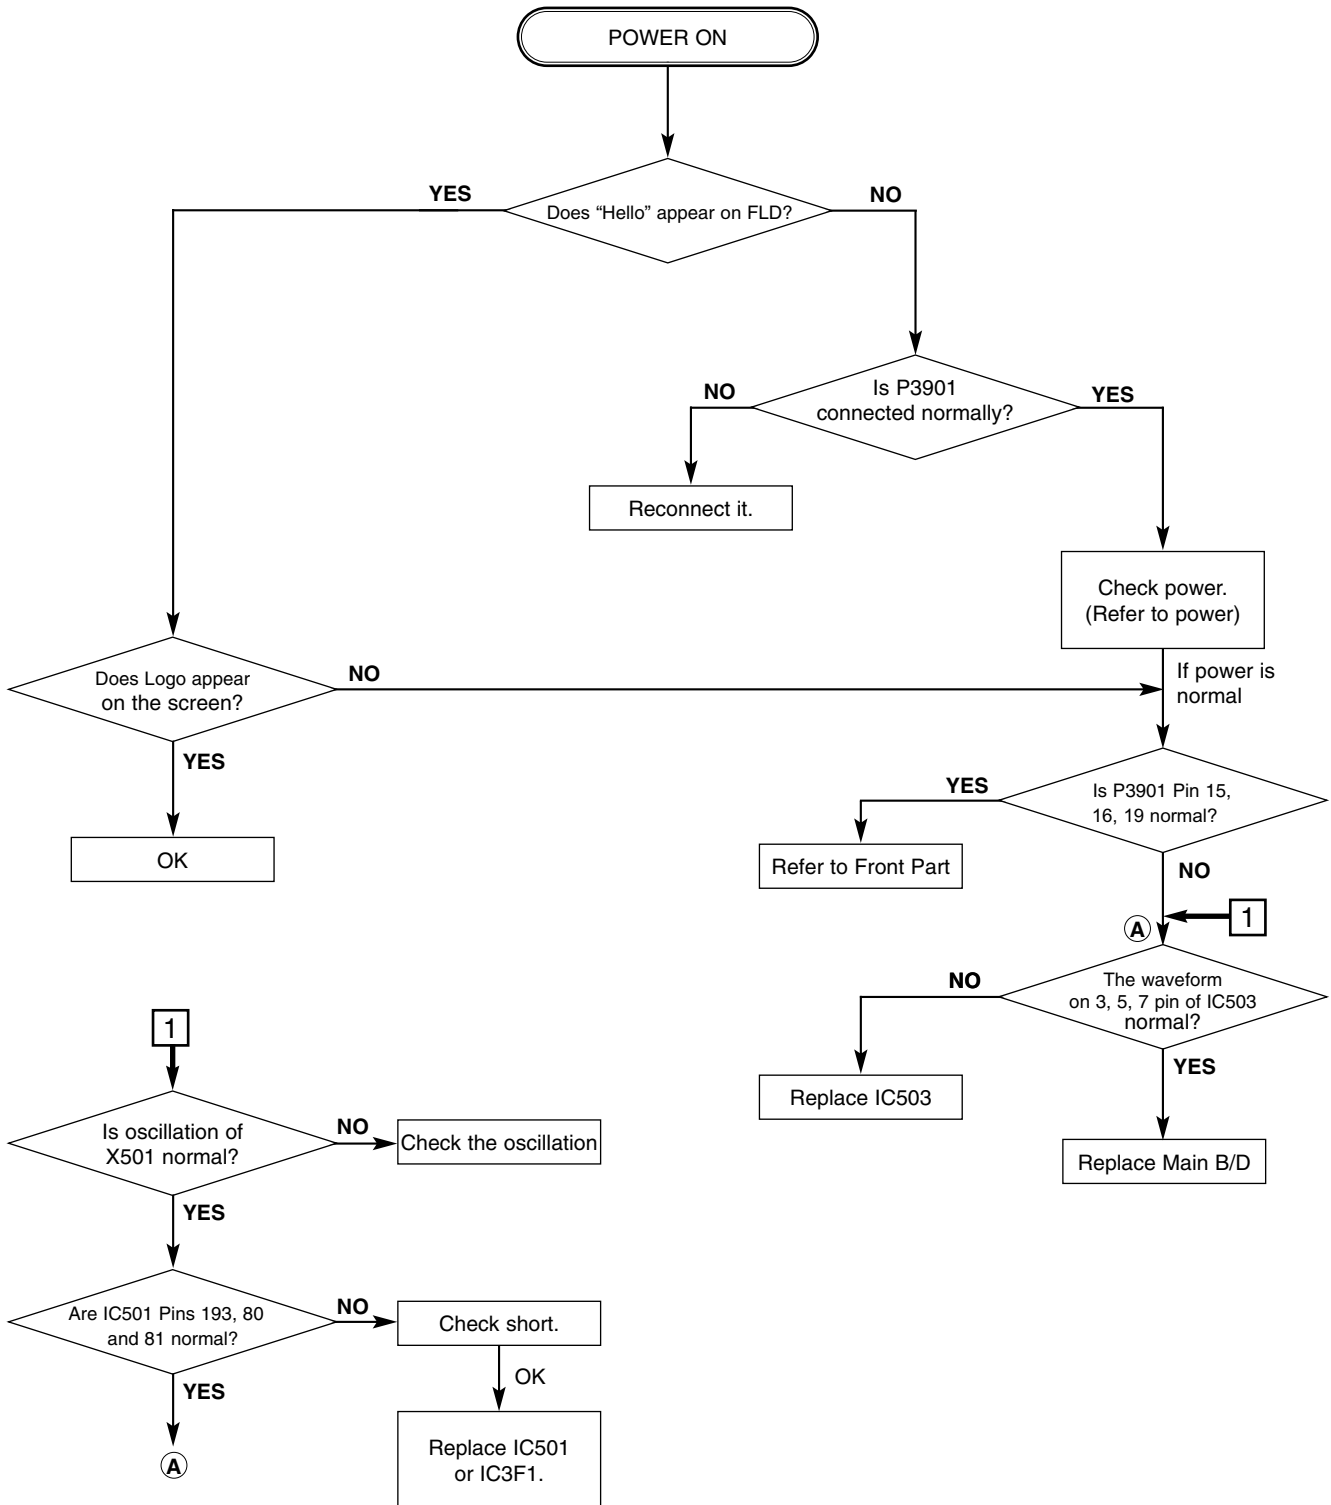 POWER ON
YES
NO
Does “Hello” appear on FLD?
NO
Is P3901
connected normally?
YES
Reconnect it.
Check power.
(Refer to power)
If power is
normal
Does Logo appear
on the screen?
NO
YES
OK
YES
Is P3901 Pin 15,
16, 19 normal?
Refer to Front Part
NO
A
1
NO
The waveform
on 3, 5, 7 pin of IC503
normal?
Replace IC503
YES
Replace Main B/D
1
Is oscillation of
X501 normal?
NO
Check the oscillation
YES
Are IC501 Pins 193, 80
and 81 normal?
NO
Check short.
YES
OK
A
Replace IC501
or IC3F1.